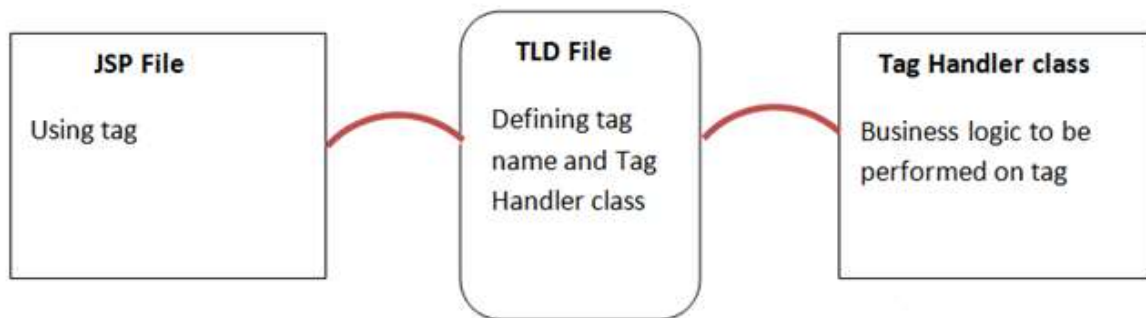 JSP File
Using tag
TLD File
Defining tag
name and Tag
Handler class
Tag Handler class
Business logic to be
performed on tag